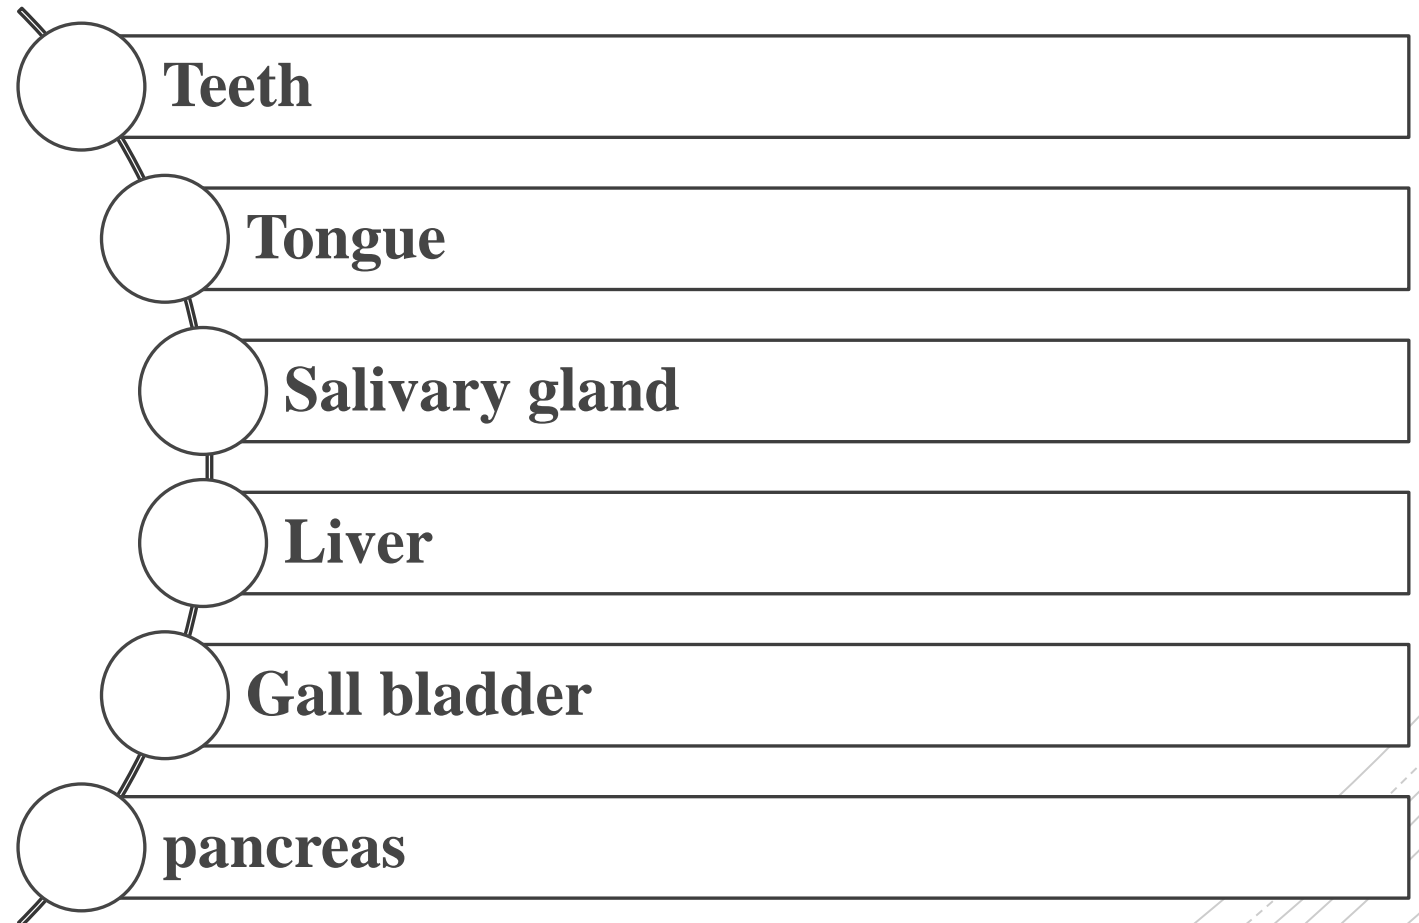 Teeth
Tongue
Salivary gland
Liver
Gall bladder
pancreas